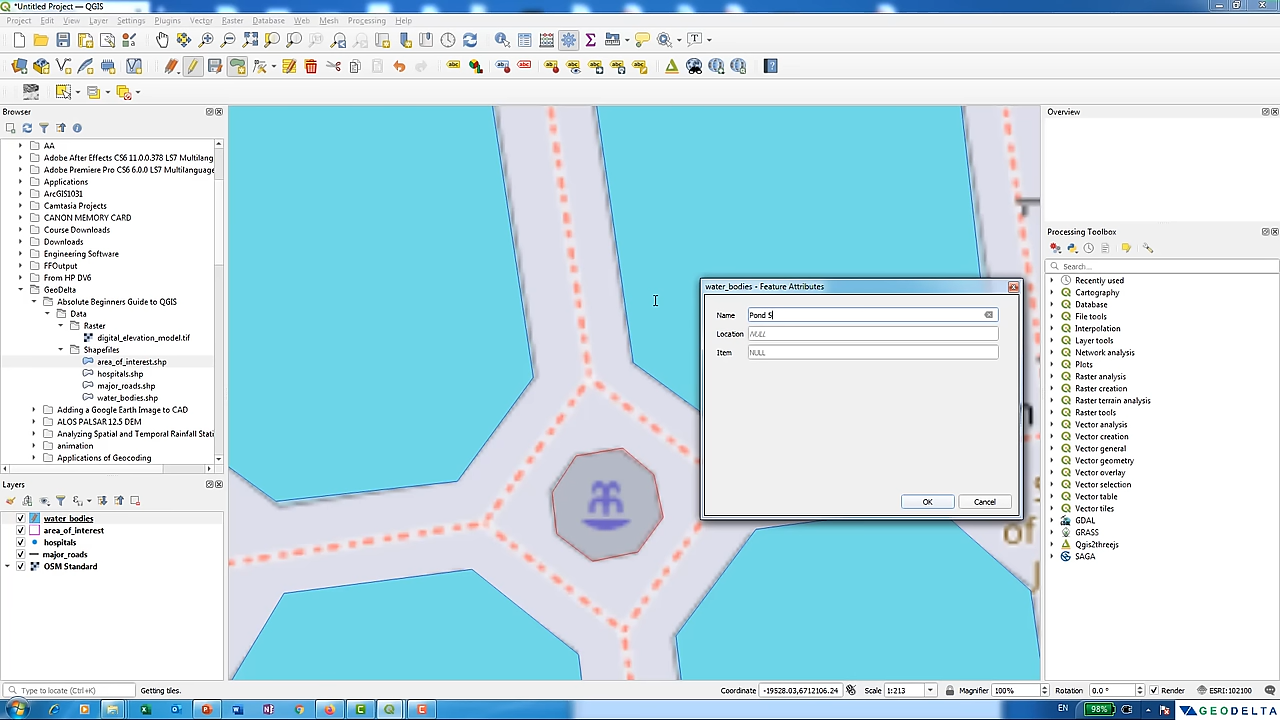 *Untitled Project — QGIS
Project Edit View Layer Settings Plugins Vector Raster Database Web Mesh Processing Help
Browser
AA
Adobe After Effects CS6 11.0.0.378 LS7 Multilang
Adobe Premiere Pro CS6 6.0.0 LS7 Multilanguage
Applications
ArcGIS1031
Camtasia Projects
CANON MEMORY CARD
Course Downloads
Downloads
Engineering Software
FFOutput
From HP DV6
GeoDelta
Absolute Beginners Guide to QGIS
Data
Raster
digital_elevation_model.tif
Shapefiles
area_of_interest.shp
hospitals.shp
major_roads.shp
water_bodies.shp
Adding a Google Earth Image to CAD
ALOS PALSAR 12.5 DEM
Analyzing Spatial and Temporal Rainfall Stati
animation
Applications of Geocoding
Layers
water_bodies
area_of_interest
hospitals
major_roads
OSM Standard
water_bodies - Feature Attributes
Name Pond S
Location NULL
Item NULL
OK Cancel
of
Overview
Processing Toolbox
Search...
Recently used
Cartography
Database
File tools
Interpolation
Layer tools
Network analysis
Plots
Raster analysis
Raster creation
Raster terrain analysis
Raster tools
Vector analysis
Vector creation
Vector general
Vector geometry
Vector overlay
Vector selection
Vector table
Vector tiles
GDAL
GRASS
Qgis2threejs
SAGA
Type to locate (Ctrl+K) Getting tiles. Coordinate -19528.03,6712106.24 Scale 1:213 Magnifier 100% Rotation 0.0 ° Render ESRI:102100
EN 98% GEODELTA